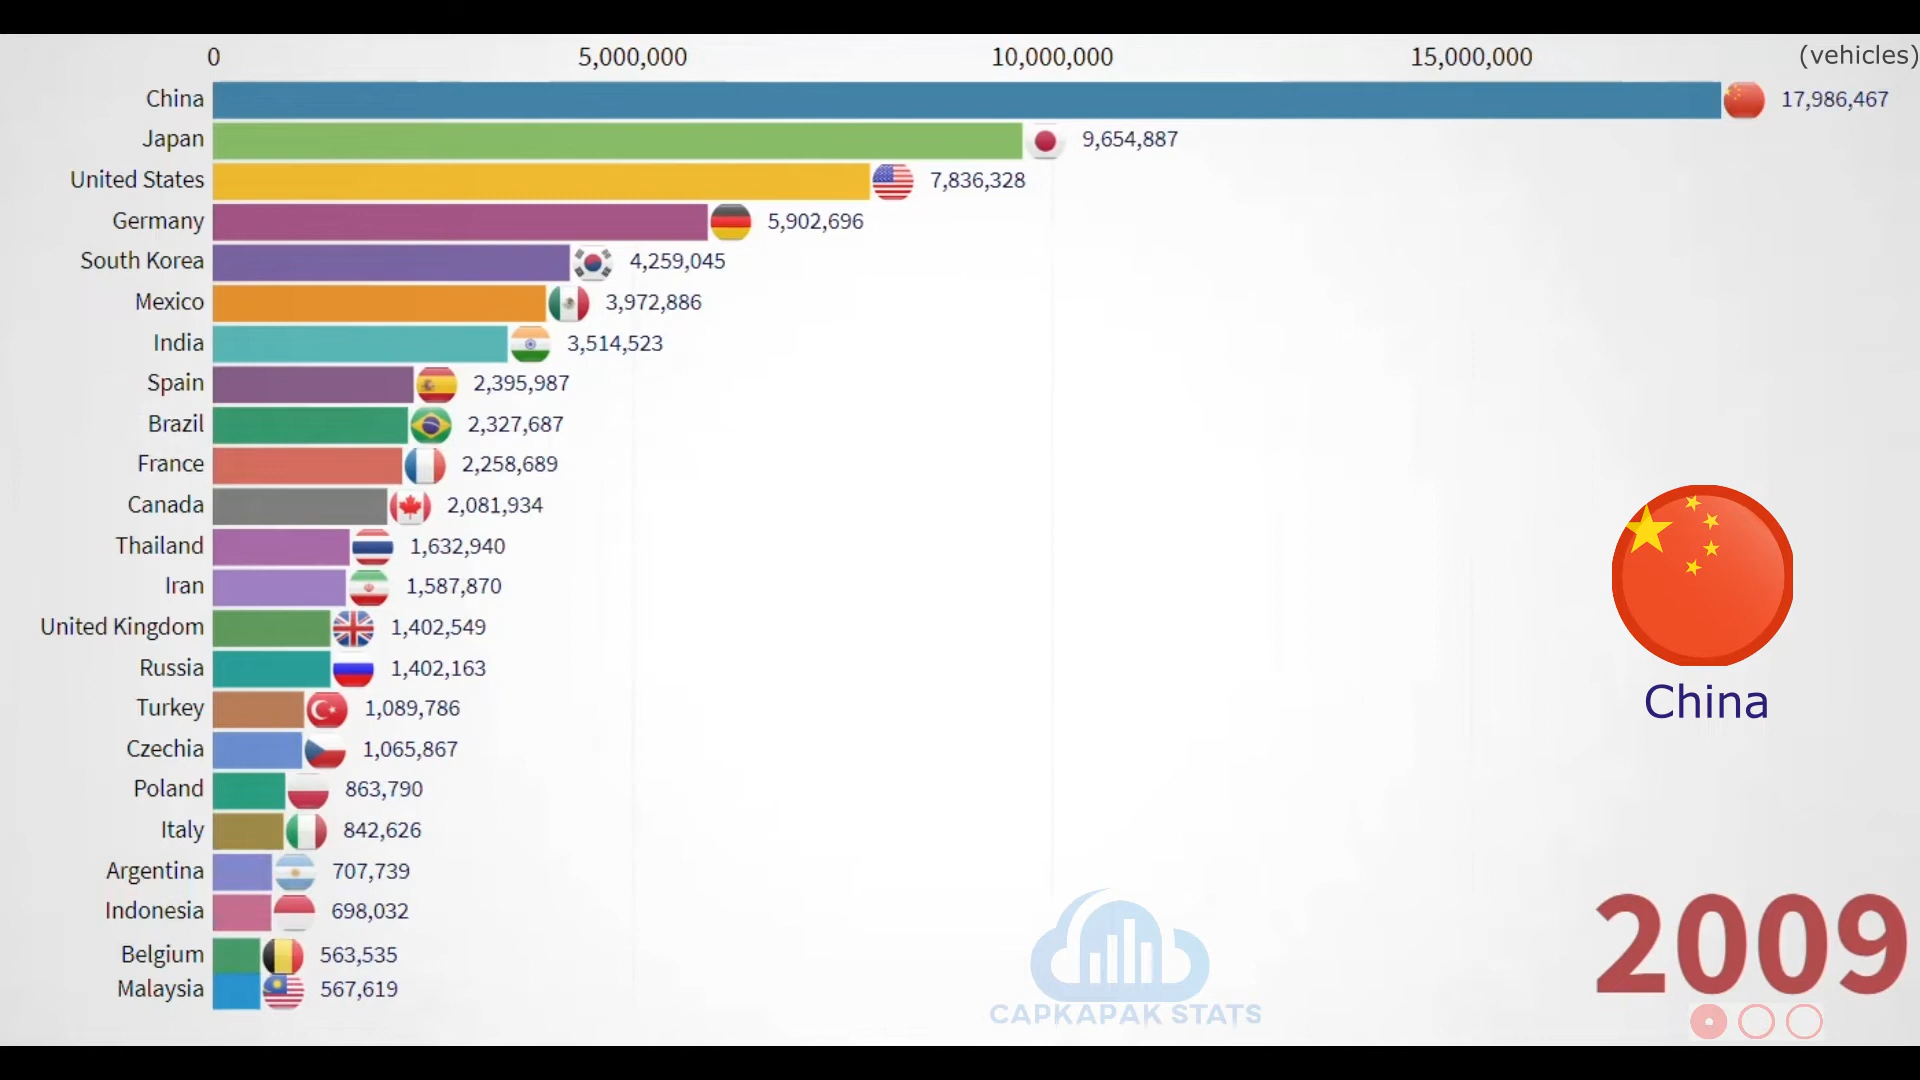 0 5,000,000 10,000,000 15,000,000 (vehicles)
China 17,986,467
Japan 9,654,887
United States 7,836,328
Germany 5,902,696
South Korea 4,259,045
Mexico 3,972,886
India 3,514,523
Spain 2,395,987
Brazil 2,327,687
France 2,258,689
Canada 2,081,934
Thailand 1,632,940
Iran 1,587,870
United Kingdom 1,402,549
Russia 1,402,163
Turkey 1,089,786
Czechia 1,065,867
Poland 863,790
Italy 842,626
Argentina 707,739
Indonesia 698,032
Belgium 563,535
Malaysia 567,619
China
2009
CAPKAPAK STATS